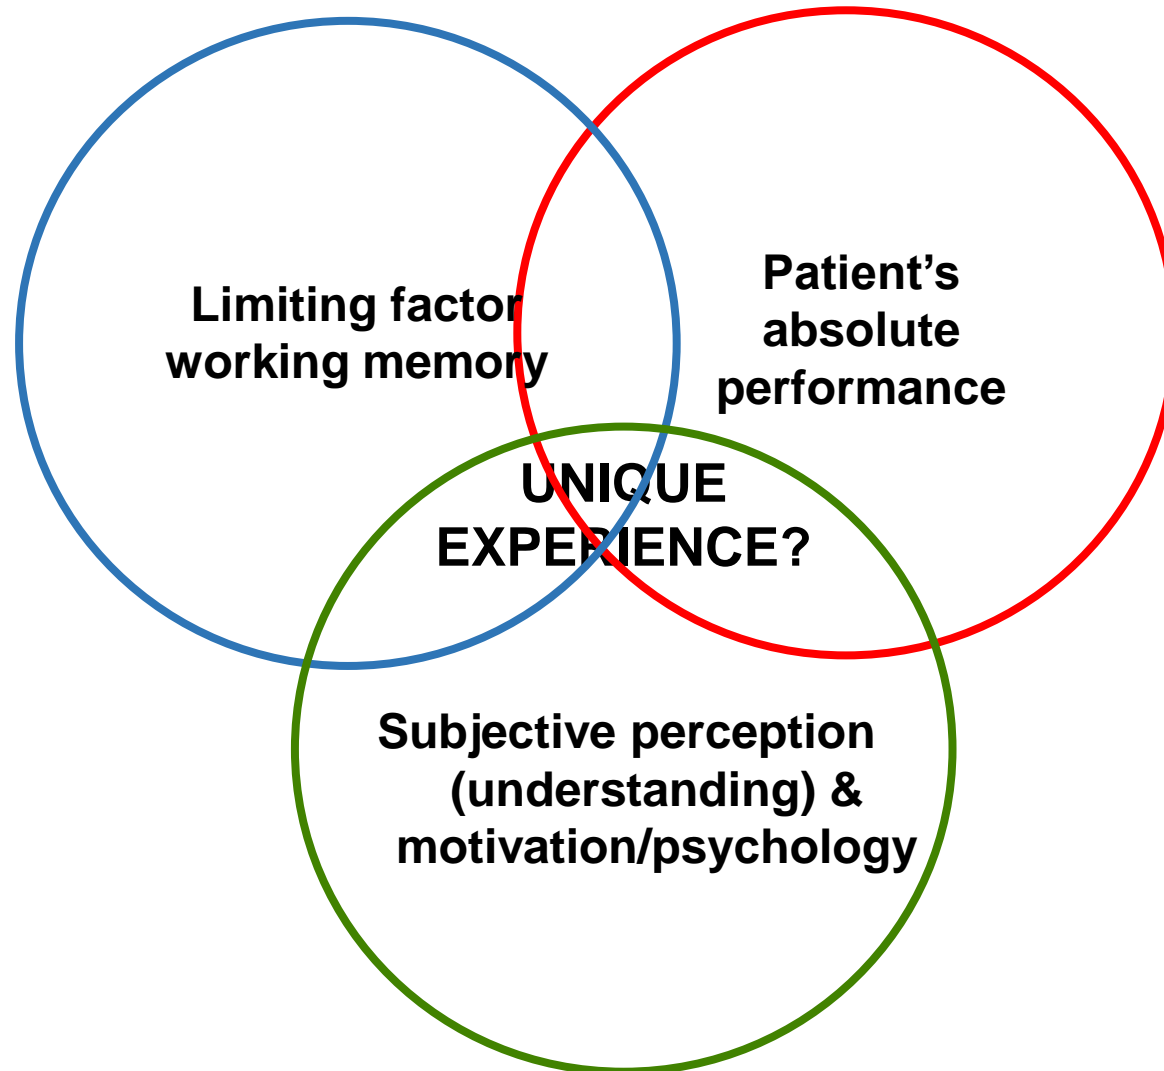 Limiting factor
working memory
Patient’s
absolute
performance
UNIQUE
EXPERIENCE?
Subjective perception
(understanding) &
motivation/psychology